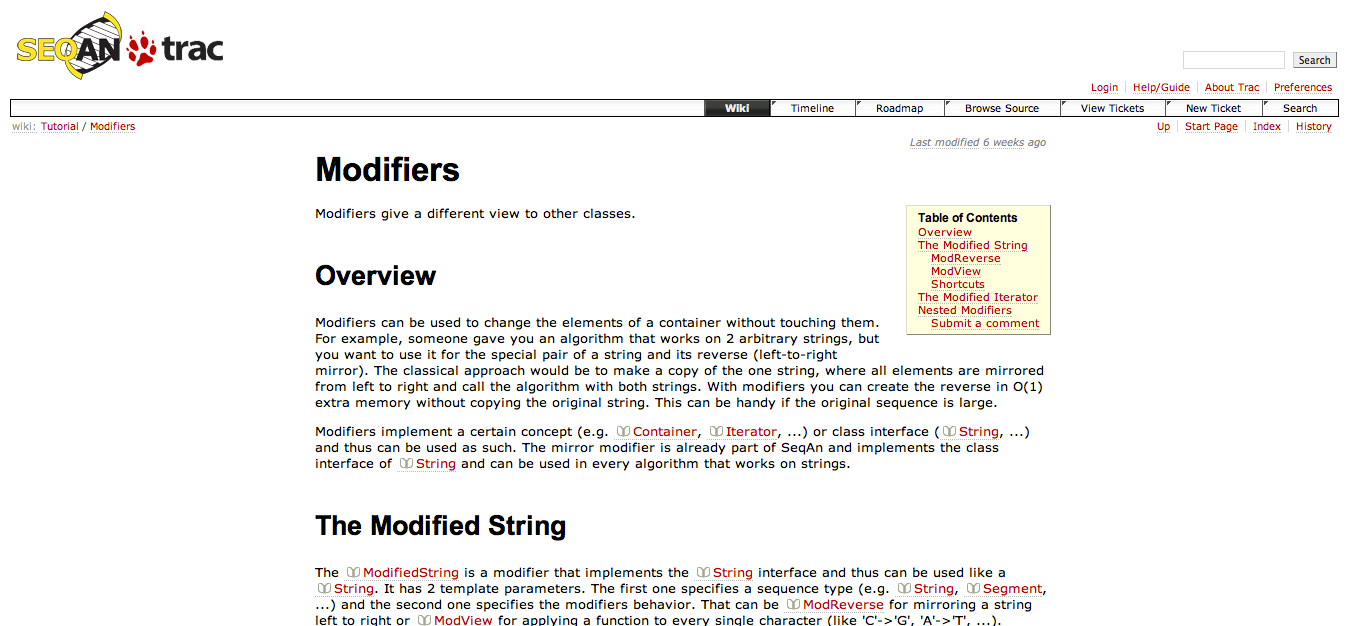 SEQAN trac
Search
Login Help/Guide About Trac Preferences
Wiki Timeline Roadmap Browse Source View Tickets New Ticket Search
wiki: Tutorial / Modifiers
Up Start Page Index History
Last modified 6 weeks ago
Modifiers
Modifiers give a different view to other classes.
Table of Contents
Overview
The Modified String
ModReverse
ModView
Shortcuts
The Modified Iterator
Nested Modifiers
Submit a comment
Overview
Modifiers can be used to change the elements of a container without touching them.
For example, someone gave you an algorithm that works on 2 arbitrary strings, but
you want to use it for the special pair of a string and its reverse (left-to-right
mirror). The classical approach would be to make a copy of the one string, where all elements are mirrored
from left to right and call the algorithm with both strings. With modifiers you can create the reverse in O(1)
extra memory without copying the original string. This can be handy if the original sequence is large.
Modifiers implement a certain concept (e.g. Container, Iterator, ...) or class interface (String, ...)
and thus can be used as such. The mirror modifier is already part of SeqAn and implements the class
interface of String and can be used in every algorithm that works on strings.
The Modified String
The ModifiedString is a modifier that implements the String interface and thus can be used like a
String. It has 2 template parameters. The first one specifies a sequence type (e.g. String, Segment,
...) and the second one specifies the modifiers behavior. That can be ModReverse for mirroring a string
left to right or ModView for applying a function to every single character (like 'C'->'G', 'A'->'T', ...).